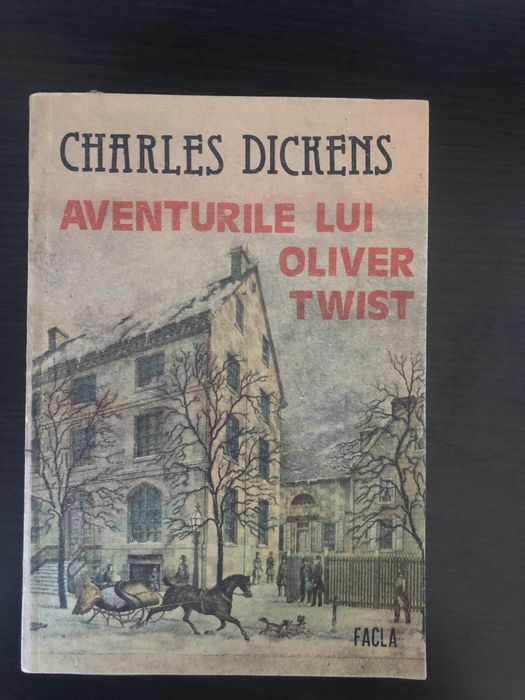 CHARLES DICKENS
AVENTURILE LUI
OLIVER
TWIST
FACLA